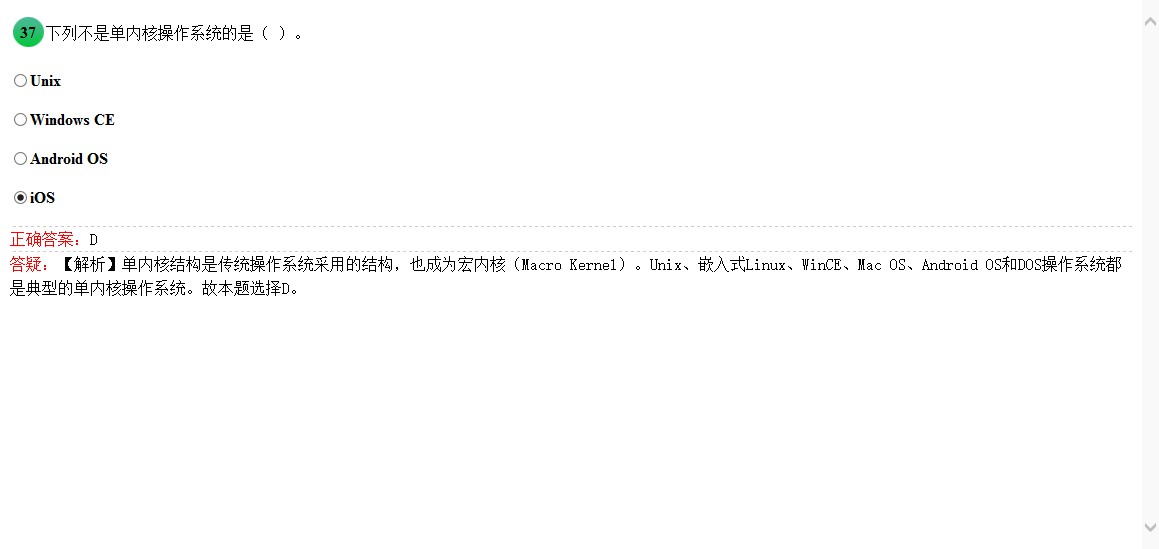 37 下列不是单内核操作系统的是（ ）。
Unix
Windows CE
Android OS
iOS
正确答案：D
答疑：【解析】单内核结构是传统操作系统采用的结构，也成为宏内核（Macro Kernel）。Unix、嵌入式Linux、WinCE、Mac OS、Android OS和DOS操作系统都
是典型的单内核操作系统。故本题选择D。